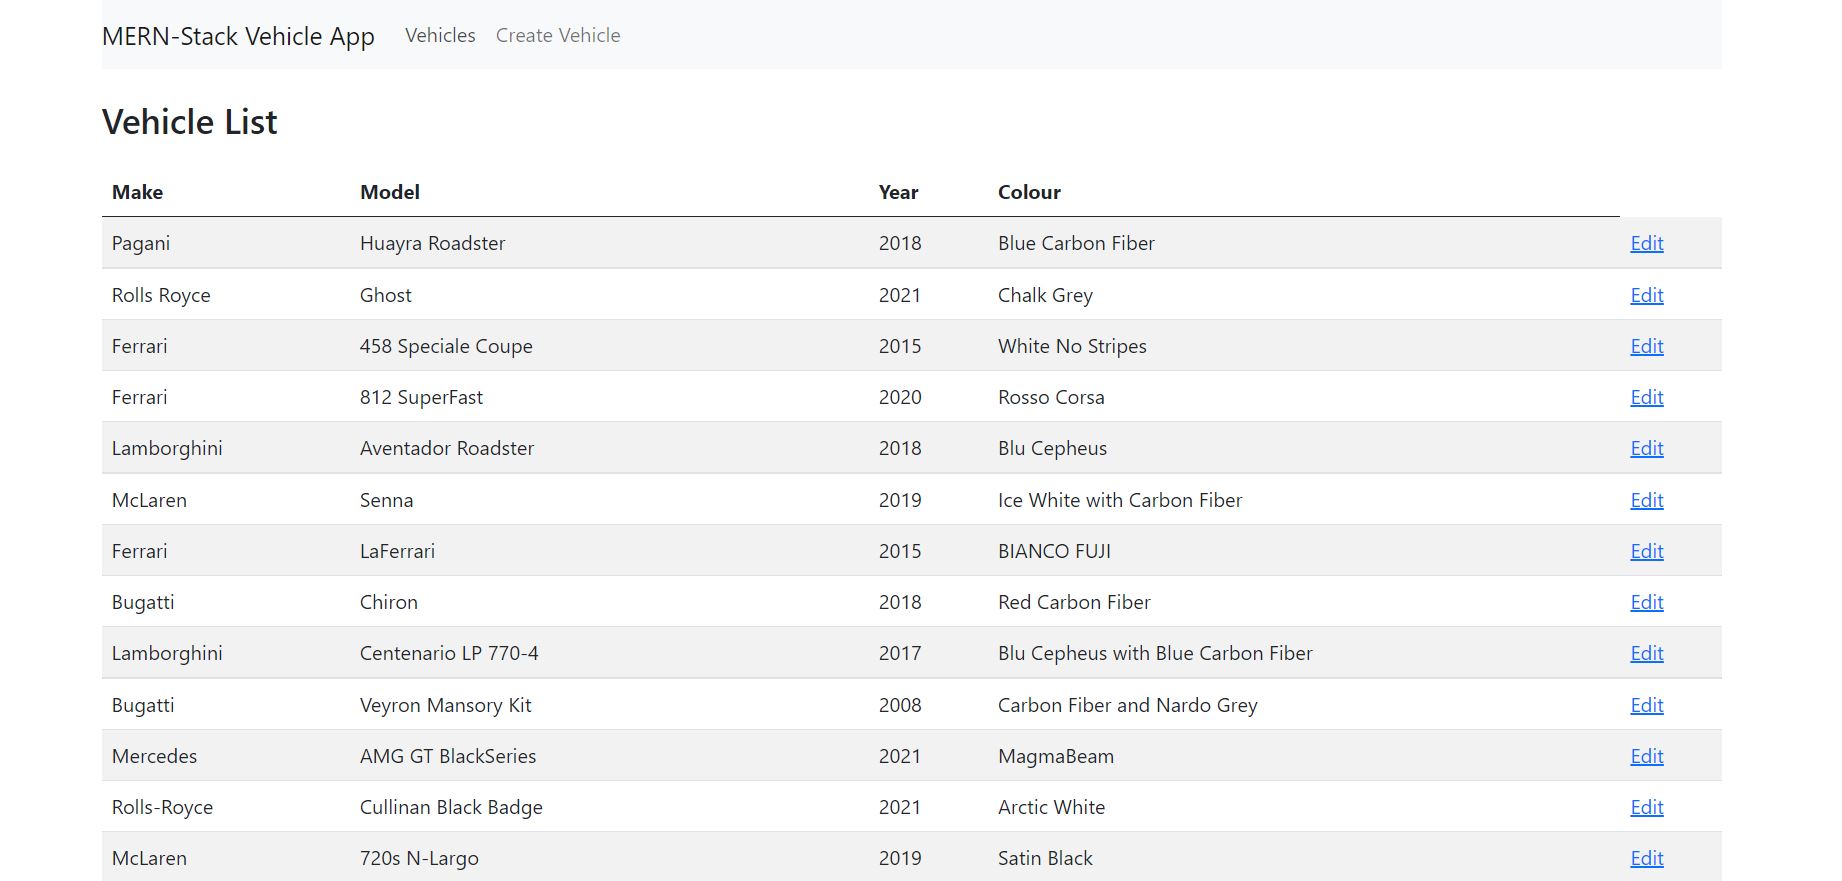 MERN-Stack Vehicle App Vehicles Create Vehicle
Vehicle List
Make Model Year Colour
Pagani Huayra Roadster 2018 Blue Carbon Fiber Edit
Rolls Royce Ghost 2021 Chalk Grey Edit
Ferrari 458 Speciale Coupe 2015 White No Stripes Edit
Ferrari 812 SuperFast 2020 Rosso Corsa Edit
Lamborghini Aventador Roadster 2018 Blu Cepheus Edit
McLaren Senna 2019 Ice White with Carbon Fiber Edit
Ferrari LaFerrari 2015 BIANCO FUJI Edit
Bugatti Chiron 2018 Red Carbon Fiber Edit
Lamborghini Centenario LP 770-4 2017 Blu Cepheus with Blue Carbon Fiber Edit
Bugatti Veyron Mansory Kit 2008 Carbon Fiber and Nardo Grey Edit
Mercedes AMG GT BlackSeries 2021 MagmaBeam Edit
Rolls-Royce Cullinan Black Badge 2021 Arctic White Edit
McLaren 720s N-Largo 2019 Satin Black Edit